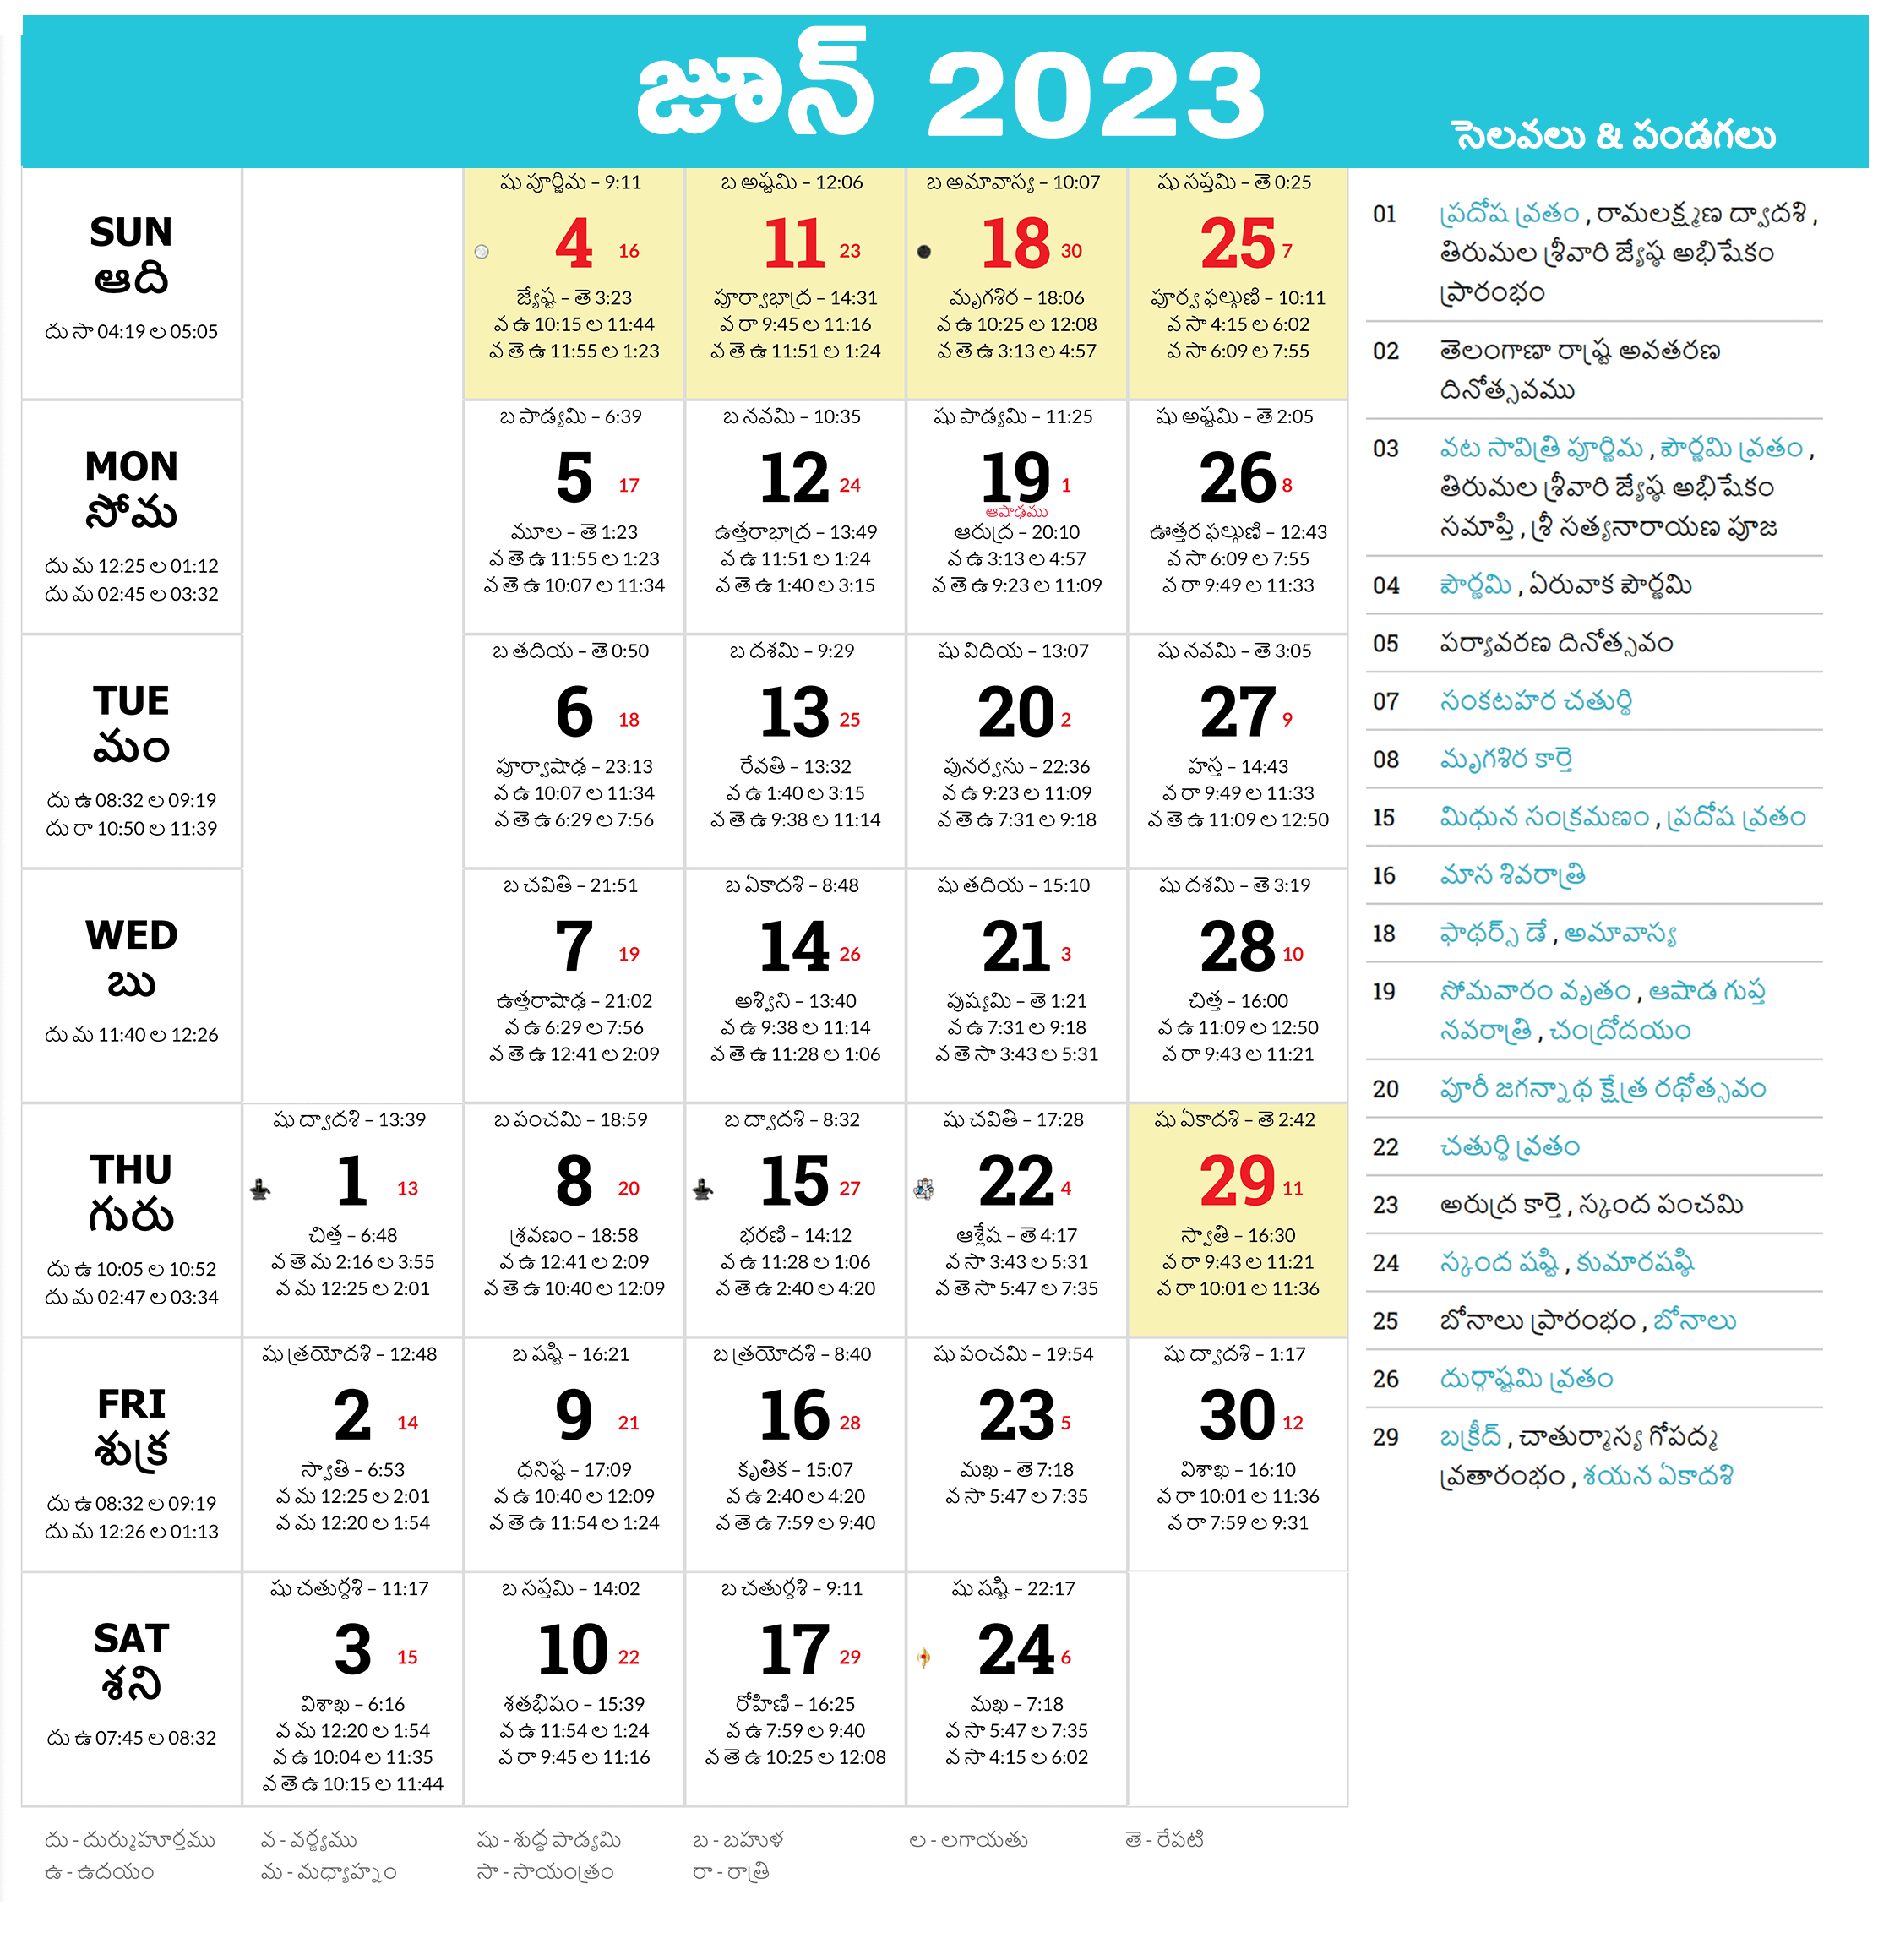 జూన్ 2023
సెలవలు & పండగలు
SUN
ఆది
దు సా 04:19 ల 05:05
షు పూర్ణిమ – 9:11
4 16
జ్యేష్ట – తె 3:23
వ ఉ 10:15 ల 11:44
వ తె ఉ 11:55 ల 1:23
బ అష్టమి – 12:06
11 23
పూర్వాభాద్ర – 14:31
వ రా 9:45 ల 11:16
వ తె ఉ 11:51 ల 1:24
బ అమావాస్య – 10:07
18 30
మృగశిర – 18:06
వ ఉ 10:25 ల 12:08
వ తె ఉ 3:13 ల 4:57
షు సప్తమి – తె 0:25
25 7
పూర్వ ఫల్గుణి – 10:11
వ సా 4:15 ల 6:02
వ సా 6:09 ల 7:55
MON
సోమ
దు మ 12:25 ల 01:12
దు మ 02:45 ల 03:32
బ పాడ్యమి – 6:39
5 17
మూల – తె 1:23
వ తె ఉ 11:55 ల 1:23
వ తె ఉ 10:07 ల 11:34
బ నవమి – 10:35
12 24
ఉత్తరాభాద్ర – 13:49
వ ఉ 11:51 ల 1:24
వ తె ఉ 1:40 ల 3:15
షు పాడ్యమి – 11:25
19 1
ఆషాఢము
ఆరుద్ర – 20:10
వ ఉ 3:13 ల 4:57
వ తె ఉ 9:23 ల 11:09
షు అష్టమి – తె 2:05
26 8
ఊత్తర ఫల్గుణి – 12:43
వ సా 6:09 ల 7:55
వ రా 9:49 ల 11:33
TUE
మం
దు ఉ 08:32 ల 09:19
దు రా 10:50 ల 11:39
బ తదియ – తె 0:50
6 18
పూర్వాషాఢ – 23:13
వ ఉ 10:07 ల 11:34
వ తె ఉ 6:29 ల 7:56
బ దశమి – 9:29
13 25
రేవతి – 13:32
వ ఉ 1:40 ల 3:15
వ తె ఉ 9:38 ల 11:14
షు విదియ – 13:07
20 2
పునర్వసు – 22:36
వ ఉ 9:23 ల 11:09
వ తె ఉ 7:31 ల 9:18
షు నవమి – తె 3:05
27 9
హస్త – 14:43
వ రా 9:49 ల 11:33
వ తె ఉ 11:09 ల 12:50
WED
బు
దు మ 11:40 ల 12:26
బ చవితి – 21:51
7 19
ఉత్తరాషాఢ – 21:02
వ ఉ 6:29 ల 7:56
వ తె ఉ 12:41 ల 2:09
బ ఏకాదశి – 8:48
14 26
అశ్విని – 13:40
వ ఉ 9:38 ల 11:14
వ తె ఉ 11:28 ల 1:06
షు తదియ – 15:10
21 3
పుష్యమి – తె 1:21
వ ఉ 7:31 ల 9:18
వ తె సా 3:43 ల 5:31
షు దశమి – తె 3:19
28 10
చిత్త – 16:00
వ ఉ 11:09 ల 12:50
వ రా 9:43 ల 11:21
THU
గురు
దు ఉ 10:05 ల 10:52
దు మ 02:47 ల 03:34
షు ద్వాదశి – 13:39
1 13
చిత్త – 6:48
వ తె మ 2:16 ల 3:55
వ మ 12:25 ల 2:01
బ పంచమి – 18:59
8 20
శ్రవణం – 18:58
వ ఉ 12:41 ల 2:09
వ తె ఉ 10:40 ల 12:09
బ ద్వాదశి – 8:32
15 27
భరణి – 14:12
వ ఉ 11:28 ల 1:06
వ తె ఉ 2:40 ల 4:20
షు చవితి – 17:28
22 4
ఆశ్లేష – తె 4:17
వ సా 3:43 ల 5:31
వ తె సా 5:47 ల 7:35
షు ఏకాదశి – తె 2:42
29 11
స్వాతి – 16:30
వ రా 9:43 ల 11:21
వ రా 10:01 ల 11:36
FRI
శుక్ర
దు ఉ 08:32 ల 09:19
దు మ 12:26 ల 01:13
షు త్రయోదశి – 12:48
2 14
స్వాతి – 6:53
వ మ 12:25 ల 2:01
వ మ 12:20 ల 1:54
బ షష్టి – 16:21
9 21
ధనిష్ట – 17:09
వ ఉ 10:40 ల 12:09
వ తె ఉ 11:54 ల 1:24
బ త్రయోదశి – 8:40
16 28
కృతిక – 15:07
వ ఉ 2:40 ల 4:20
వ తె ఉ 7:59 ల 9:40
షు పంచమి – 19:54
23 5
మఖ – తె 7:18
వ సా 5:47 ల 7:35
షు ద్వాదశి – 1:17
30 12
విశాఖ – 16:10
వ రా 10:01 ల 11:36
వ రా 7:59 ల 9:31
SAT
శని
దు ఉ 07:45 ల 08:32
షు చతుర్దశి – 11:17
3 15
విశాఖ – 6:16
వ మ 12:20 ల 1:54
వ ఉ 10:04 ల 11:35
వ తె ఉ 10:15 ల 11:44
బ సప్తమి – 14:02
10 22
శతభిషం – 15:39
వ ఉ 11:54 ల 1:24
వ రా 9:45 ల 11:16
బ చతుర్దశి – 9:11
17 29
రోహిణి – 16:25
వ ఉ 7:59 ల 9:40
వ తె ఉ 10:25 ల 12:08
షు షష్టి – 22:17
24 6
మఖ – 7:18
వ సా 5:47 ల 7:35
వ సా 4:15 ల 6:02
01 ప్రదోష వ్రతం , రామలక్ష్మణ ద్వాదశి ,
తిరుమల శ్రీవారి జ్యేష్ఠ అభిషేకం
ప్రారంభం
02 తెలంగాణా రాష్ట్ర అవతరణ
దినోత్సవము
03 వట సావిత్రి పూర్ణిమ , పౌర్ణమి వ్రతం ,
తిరుమల శ్రీవారి జ్యేష్ఠ అభిషేకం
సమాప్తి , శ్రీ సత్యనారాయణ పూజ
04 పౌర్ణమి , ఏరువాక పౌర్ణమి
05 పర్యావరణ దినోత్సవం
07 సంకటహర చతుర్థి
08 మృగశిర కార్తె
15 మిధున సంక్రమణం , ప్రదోష వ్రతం
16 మాస శివరాత్రి
18 ఫాథర్స్ డే , అమావాస్య
19 సోమవారం వృతం , ఆషాడ గుప్త
నవరాత్రి , చంద్రోదయం
20 పూరీ జగన్నాథ క్షేత్ర రథోత్సవం
22 చతుర్థి వ్రతం
23 అరుద్ర కార్తె , స్కంద పంచమి
24 స్కంద షష్టి , కుమారషష్ఠి
25 బోనాలు ప్రారంభం , బోనాలు
26 దుర్గాష్టమి వ్రతం
29 బక్రీద్ , చాతుర్మాస్య గోపద్మ
వ్రతారంభం , శయన ఏకాదశి
దు - దుర్ముహూర్తము
వ - వర్జ్యము
షు - శుద్ధ పాడ్యమి
బ - బహుళ
ల - లగాయతు
తె - రేపటి
ఉ - ఉదయం
మ - మధ్యాహ్నం
సా - సాయంత్రం
రా - రాత్రి